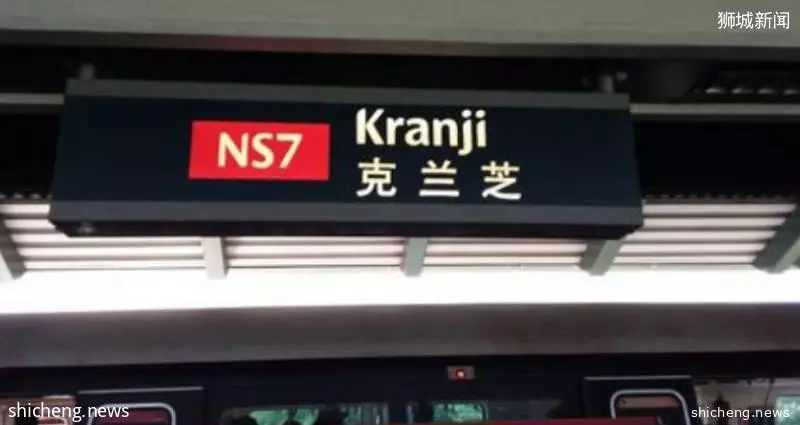 狮城新闻
NS7
Kranji
克兰芝
shicheng.news
shicheng.news